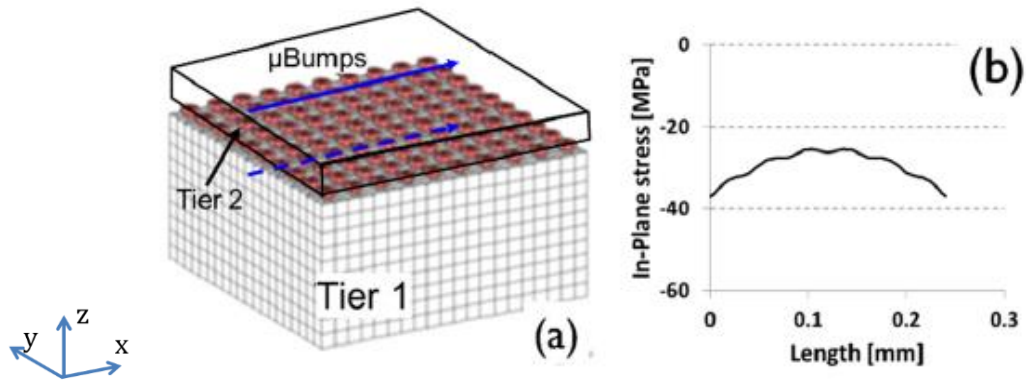 µBumps
Tier 2
Tier 1
(a)
z
y
x
(b)
In-Plane stress [MPa]
0
-20
-40
-60
0
0.1
0.2
0.3
Length [mm]